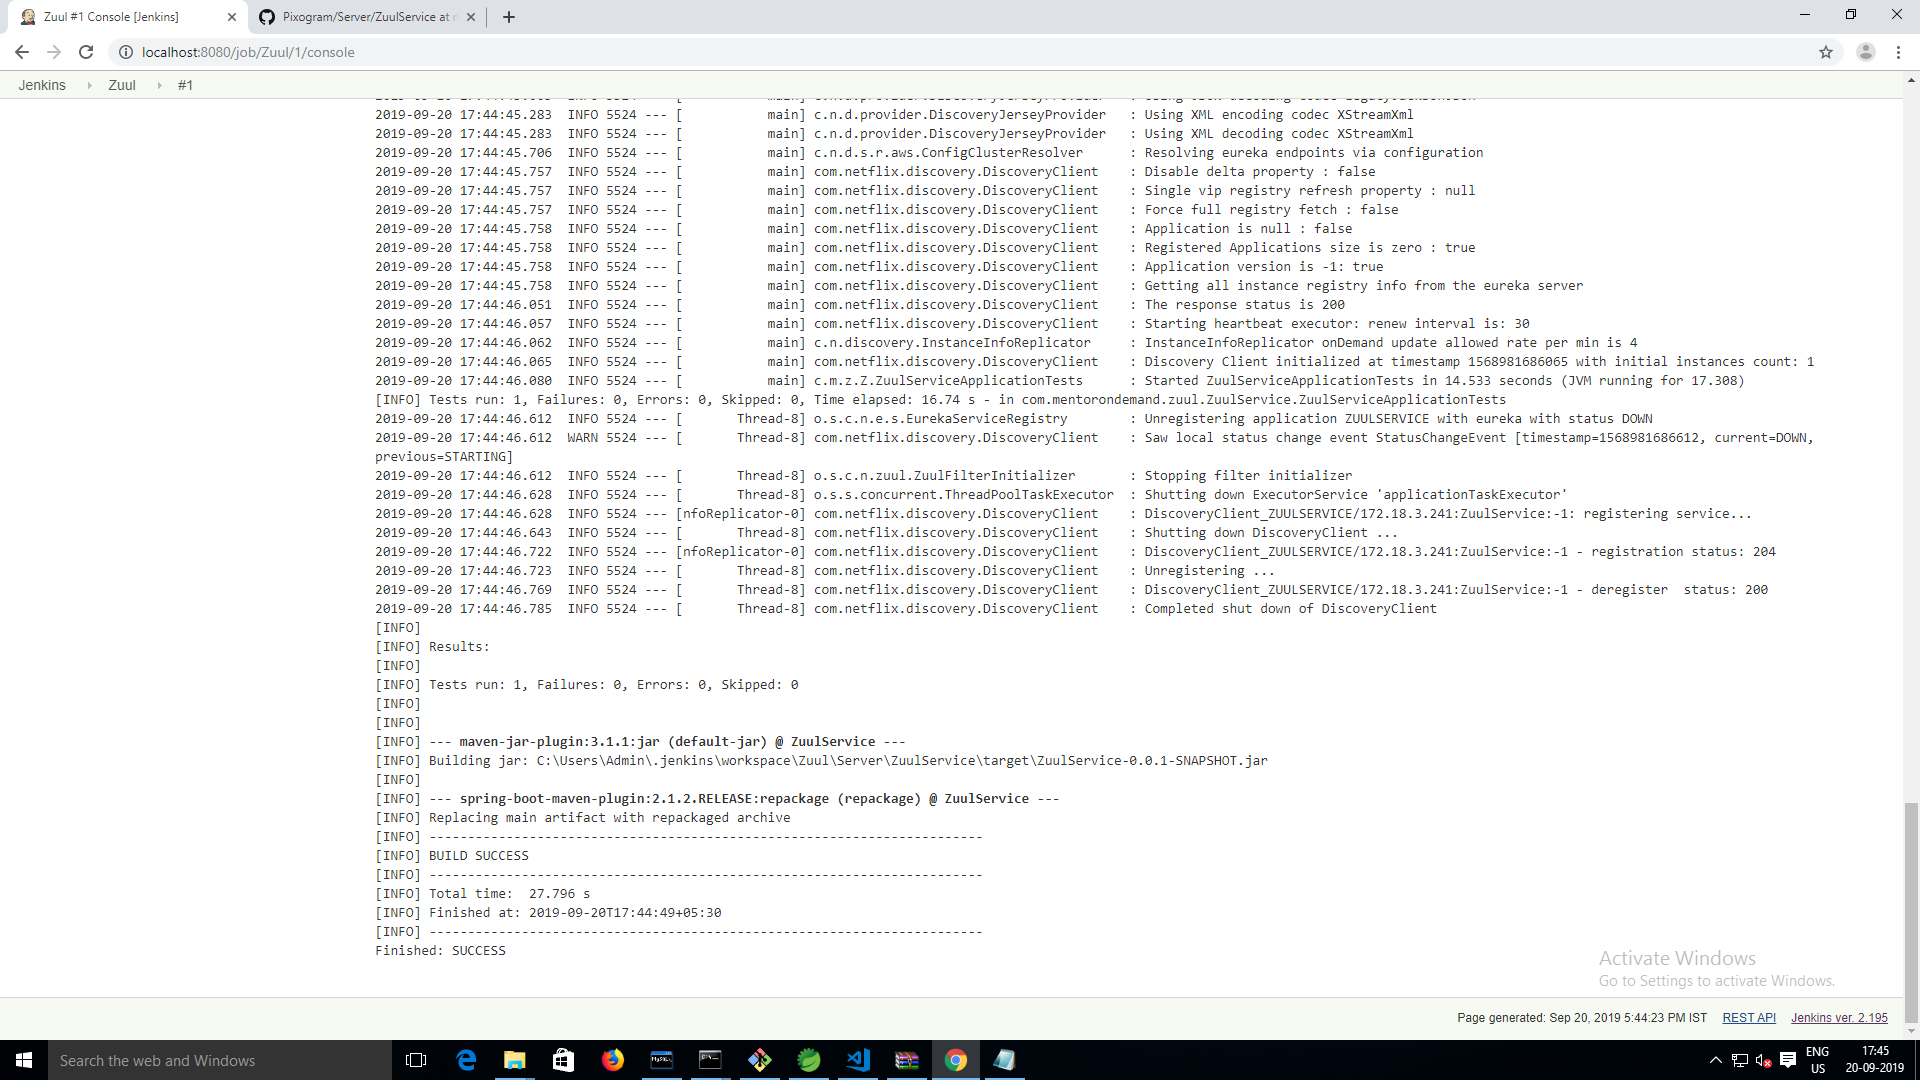 Zuul #1 Console [Jenkins]
Pixogram/Server/ZuulService at
localhost:8080/job/Zuul/1/console
Jenkins Zuul #1
2019-09-20 17:44:45.283  INFO 5524 --- [           main] c.n.d.provider.DiscoveryJerseyProvider   : Using XML encoding codec XStreamXml
2019-09-20 17:44:45.283  INFO 5524 --- [           main] c.n.d.provider.DiscoveryJerseyProvider   : Using XML decoding codec XStreamXml
2019-09-20 17:44:45.706  INFO 5524 --- [           main] c.n.d.s.r.aws.ConfigClusterResolver      : Resolving eureka endpoints via configuration
2019-09-20 17:44:45.757  INFO 5524 --- [           main] com.netflix.discovery.DiscoveryClient    : Disable delta property : false
2019-09-20 17:44:45.757  INFO 5524 --- [           main] com.netflix.discovery.DiscoveryClient    : Single vip registry refresh property : null
2019-09-20 17:44:45.757  INFO 5524 --- [           main] com.netflix.discovery.DiscoveryClient    : Force full registry fetch : false
2019-09-20 17:44:45.758  INFO 5524 --- [           main] com.netflix.discovery.DiscoveryClient    : Application is null : false
2019-09-20 17:44:45.758  INFO 5524 --- [           main] com.netflix.discovery.DiscoveryClient    : Registered Applications size is zero : true
2019-09-20 17:44:45.758  INFO 5524 --- [           main] com.netflix.discovery.DiscoveryClient    : Application version is -1: true
2019-09-20 17:44:45.758  INFO 5524 --- [           main] com.netflix.discovery.DiscoveryClient    : Getting all instance registry info from the eureka server
2019-09-20 17:44:46.051  INFO 5524 --- [           main] com.netflix.discovery.DiscoveryClient    : The response status is 200
2019-09-20 17:44:46.057  INFO 5524 --- [           main] com.netflix.discovery.DiscoveryClient    : Starting heartbeat executor: renew interval is: 30
2019-09-20 17:44:46.062  INFO 5524 --- [           main] c.n.discovery.InstanceInfoReplicator     : InstanceInfoReplicator onDemand update allowed rate per min is 4
2019-09-20 17:44:46.065  INFO 5524 --- [           main] com.netflix.discovery.DiscoveryClient    : Discovery Client initialized at timestamp 1568981686065 with initial instances count: 1
2019-09-20 17:44:46.080  INFO 5524 --- [           main] c.m.z.Z.ZuulServiceApplicationTests      : Started ZuulServiceApplicationTests in 14.533 seconds (JVM running for 17.308)
[INFO] Tests run: 1, Failures: 0, Errors: 0, Skipped: 0, Time elapsed: 16.74 s - in com.mentorondemand.zuul.ZuulService.ZuulServiceApplicationTests
2019-09-20 17:44:46.612  INFO 5524 --- [       Thread-8] o.s.c.n.e.s.EurekaServiceRegistry        : Unregistering application ZUULSERVICE with eureka with status DOWN
2019-09-20 17:44:46.612  WARN 5524 --- [       Thread-8] com.netflix.discovery.DiscoveryClient    : Saw local status change event StatusChangeEvent [timestamp=1568981686612, current=DOWN,
previous=STARTING]
2019-09-20 17:44:46.612  INFO 5524 --- [       Thread-8] o.s.c.n.zuul.ZuulFilterInitializer       : Stopping filter initializer
2019-09-20 17:44:46.628  INFO 5524 --- [       Thread-8] o.s.s.concurrent.ThreadPoolTaskExecutor  : Shutting down ExecutorService 'applicationTaskExecutor'
2019-09-20 17:44:46.628  INFO 5524 --- [nfoReplicator-0] com.netflix.discovery.DiscoveryClient    : DiscoveryClient_ZUULSERVICE/172.18.3.241:ZuulService:-1: registering service...
2019-09-20 17:44:46.643  INFO 5524 --- [       Thread-8] com.netflix.discovery.DiscoveryClient    : Shutting down DiscoveryClient ...
2019-09-20 17:44:46.722  INFO 5524 --- [nfoReplicator-0] com.netflix.discovery.DiscoveryClient    : DiscoveryClient_ZUULSERVICE/172.18.3.241:ZuulService:-1 - registration status: 204
2019-09-20 17:44:46.723  INFO 5524 --- [       Thread-8] com.netflix.discovery.DiscoveryClient    : Unregistering ...
2019-09-20 17:44:46.769  INFO 5524 --- [       Thread-8] com.netflix.discovery.DiscoveryClient    : DiscoveryClient_ZUULSERVICE/172.18.3.241:ZuulService:-1 - deregister  status: 200
2019-09-20 17:44:46.785  INFO 5524 --- [       Thread-8] com.netflix.discovery.DiscoveryClient    : Completed shut down of DiscoveryClient
[INFO]
[INFO] Results:
[INFO]
[INFO] Tests run: 1, Failures: 0, Errors: 0, Skipped: 0
[INFO]
[INFO]
[INFO] --- maven-jar-plugin:3.1.1:jar (default-jar) @ ZuulService ---
[INFO] Building jar: C:\Users\Admin\.jenkins\workspace\Zuul\Server\ZuulService\target\ZuulService-0.0.1-SNAPSHOT.jar
[INFO]
[INFO] --- spring-boot-maven-plugin:2.1.2.RELEASE:repackage (repackage) @ ZuulService ---
[INFO] Replacing main artifact with repackaged archive
[INFO] ------------------------------------------------------------------------
[INFO] BUILD SUCCESS
[INFO] ------------------------------------------------------------------------
[INFO] Total time:  27.796 s
[INFO] Finished at: 2019-09-20T17:44:49+05:30
[INFO] ------------------------------------------------------------------------
Finished: SUCCESS
Activate Windows
Go to Settings to activate Windows.
Page generated: Sep 20, 2019 5:44:23 PM IST REST API Jenkins ver. 2.195
Search the web and Windows
ENG
US
17:45
20-09-2019